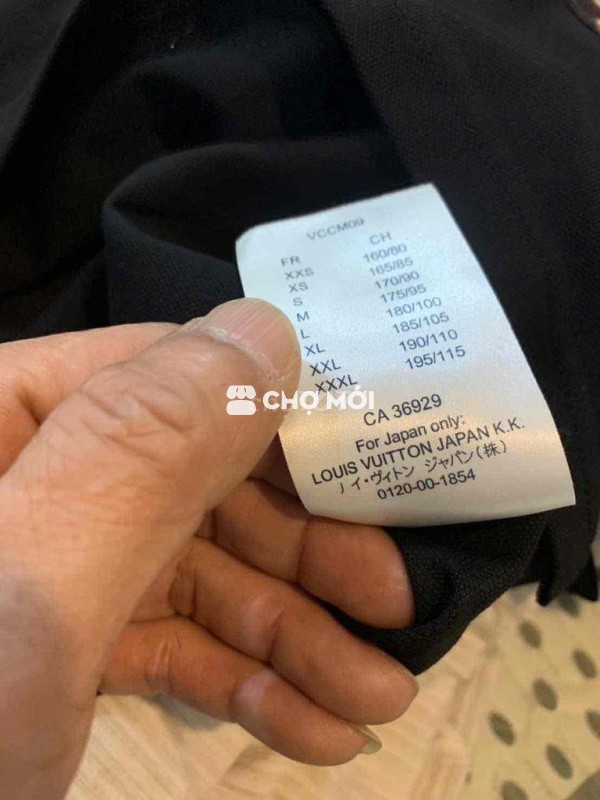 VCCM09
FR CH
XXS 160/80
XS 165/85
S 170/90
M 175/95
L 180/100
XL 185/105
XXL 190/110
XXXL 195/115
CHỢ MỚI
CA 36929
For Japan only:
LOUIS VUITTON JAPAN K.K.
ノイ・ヴィトン ジャパン(株)
0120-00-1854